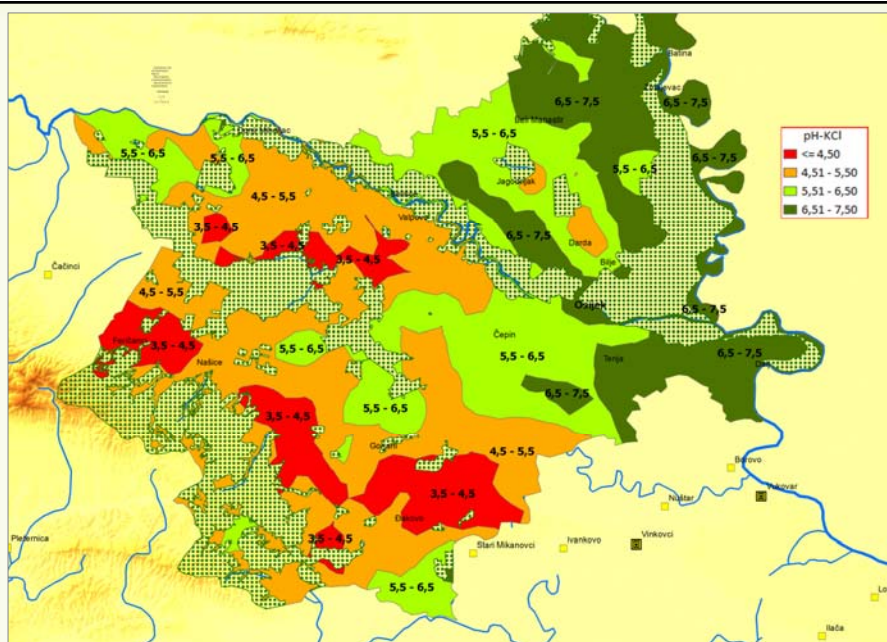 Batina
6,5 - 7,5
6,5 - 7,5
Beli Manastir
5,5 - 6,5
pH-KCl
<= 4,50
4,51 - 5,50
5,51 - 6,50
6,51 - 7,50
5,5 - 6,5
5,5 - 6,5
5,5 - 6,5
6,5 - 7,5
Jagodnjak
4,5 - 5,5
Valpovo
3,5 - 4,5
6,5 - 7,5
3,5 - 4,5
3,5 - 4,5
Darda
Bilje
Čačinci
4,5 - 5,5
Osijek
6,5 - 7,5
Čepin
3,5 - 4,5
5,5 - 6,5
5,5 - 6,5
Tenja
6,5 - 7,5
Našice
6,5 - 7,5
5,5 - 6,5
3,5 - 4,5
4,5 - 5,5
Borovo
3,5 - 4,5
Vukovar
Nuštar
Đakovo
3,5 - 4,5
Pleternica
Stari Mikanovci
Ivankovo
Vinkovci
5,5 - 6,5
Lo
Ilača